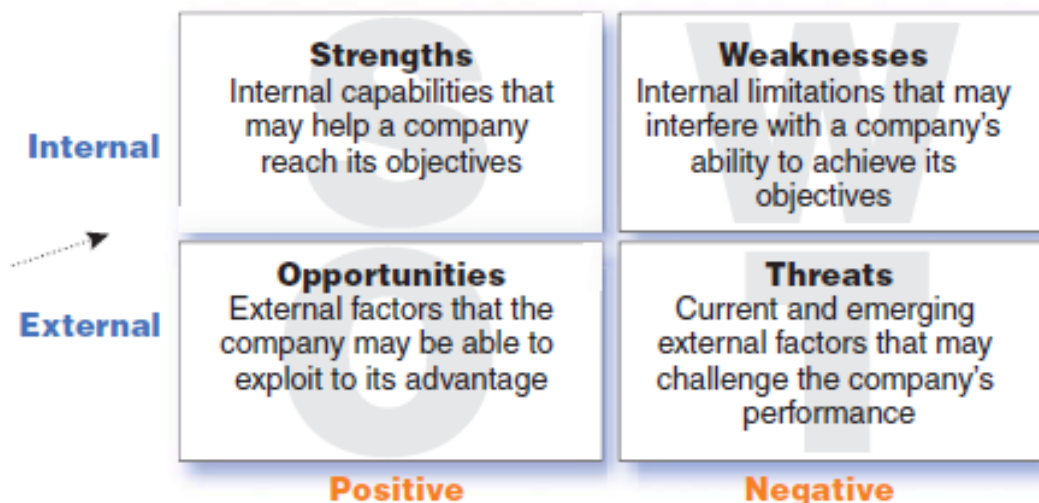 Strengths
Internal capabilities that
may help a company
reach its objectives
Weaknesses
Internal limitations that may
interfere with a company's
ability to achieve its
objectives
Internal
Opportunities
External factors that the
company may be able to
exploit to its advantage
Threats
Current and emerging
external factors that may
challenge the company's
performance
External
Positive
Negative
S
W
O
T